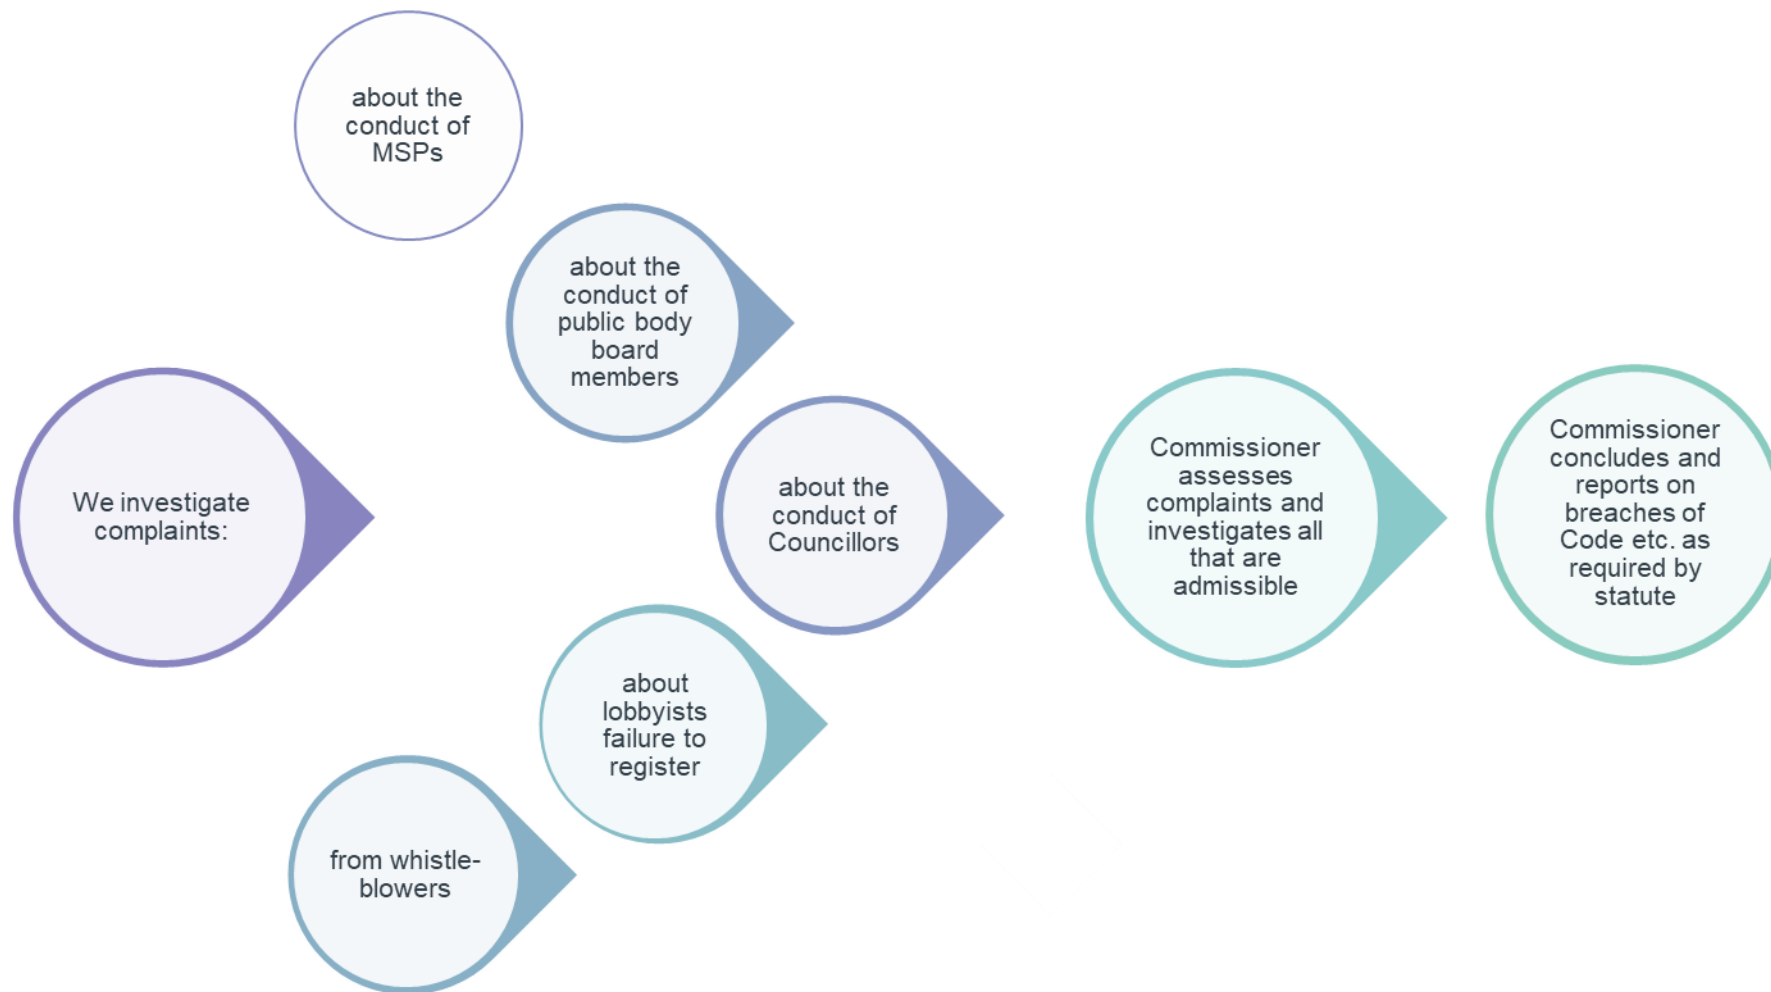 We investigate
complaints:
about the
conduct of
MSPs
about the
conduct of
public body
board
members
about the
conduct of
Councillors
about
lobbyists
failure to
register
from whistle-
blowers
Commissioner
assesses
complaints and
investigates all
that are
admissible
Commissioner
concludes and
reports on
breaches of
Code etc. as
required by
statute